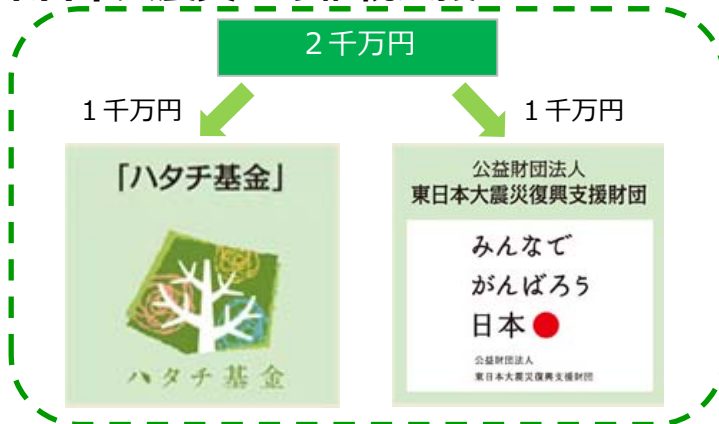 2千万円
1千万円
1千万円
「ハタチ基金」
ハタチ基金
公益財団法人
東日本大震災復興支援財団
みんなで
がんばろう
日本
公益財団法人
東日本大震災復興支援財団